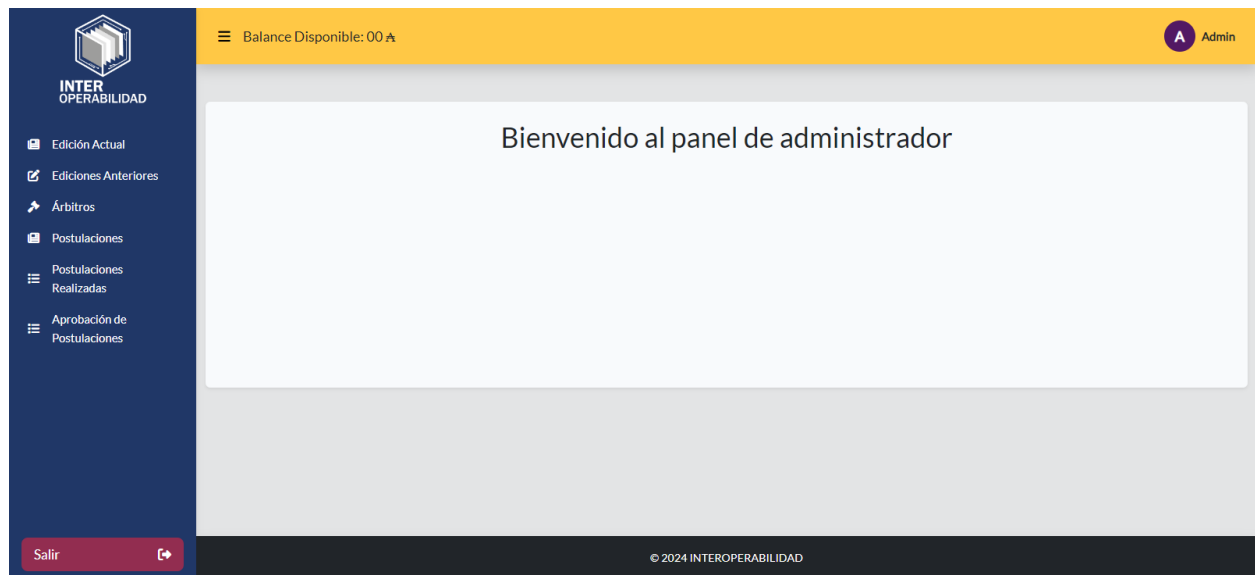 INTER
OPERABILIDAD
Balance Disponible: 00 ₳
A
Admin
Edición Actual
Ediciones Anteriores
Árbitros
Postulaciones
Postulaciones
Realizadas
Aprobación de
Postulaciones
Salir
Bienvenido al panel de administrador
© 2024 INTEROPERABILIDAD